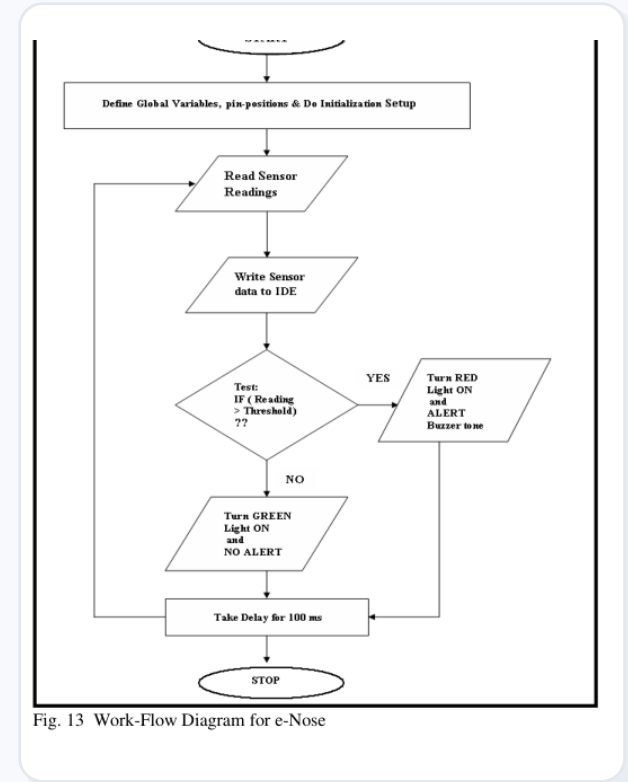 Define Global Variables, pin-positions & Do Initialization Setup
Read Sensor
Readings
Write Sensor
data to IDE
Test:
IF ( Reading
> Threshold)
??
YES
Turn RED
Light ON
and
ALERT
Buzzer tone
NO
Turn GREEN
Light ON
and
NO ALERT
Take Delay for 100 ms
STOP
Fig. 13 Work-Flow Diagram for e-Nose